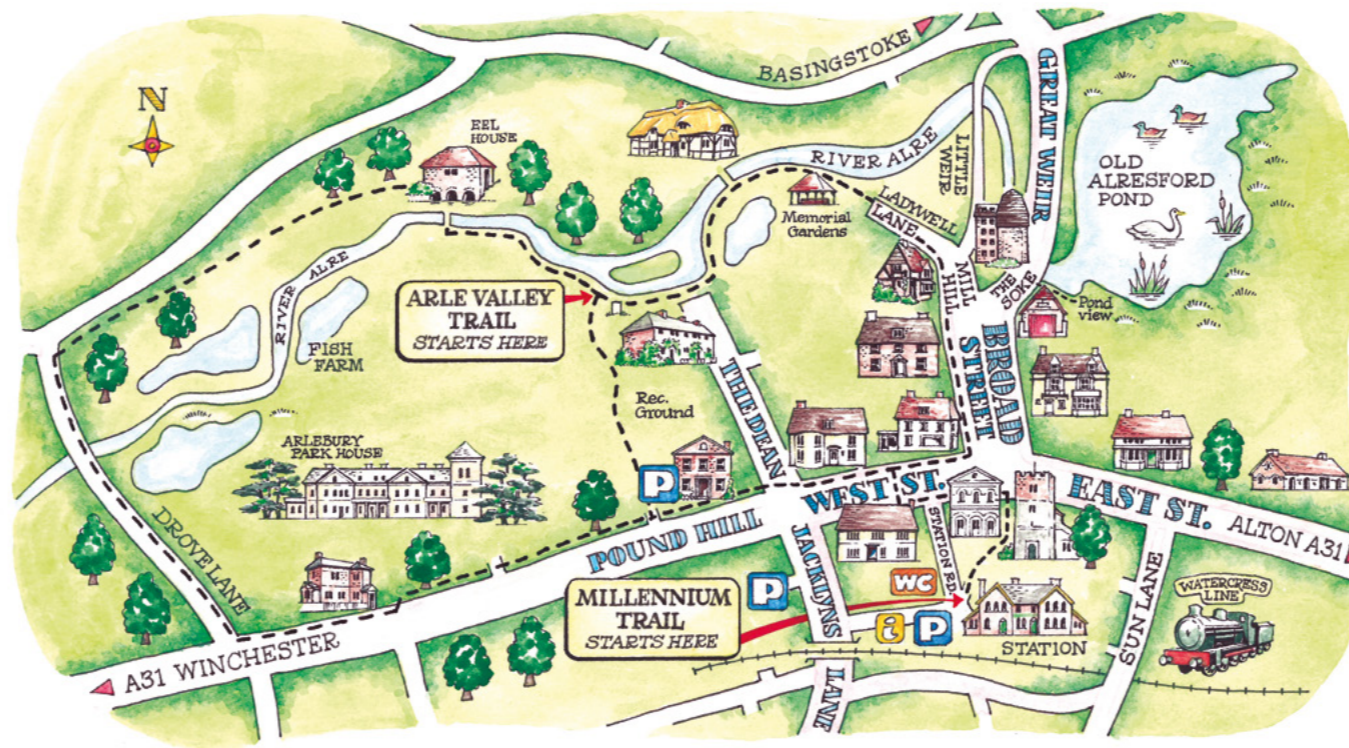 BASINGSTOKE
GREAT WEIR
N
EEL
HOUSE
RIVER ALRE
LITTLE
WEIR
OLD
ALRESFORD
POND
Memorial
Gardens
LADYWELL
LANE
RIVER ALRE
ARLE VALLEY
TRAIL
STARTS HERE
MILL
HILL
THE SOKE
Pond
view
FISH
FARM
BROAD
STREET
THE DEAN
Rec.
Ground
ARLEBURY
PARK HOUSE
P
WEST ST.
EAST ST.
ALTON A31
DROVE LANE
POUND HILL
STATION RD.
JACKLYNS
LANE
SUN LANE
P
WC
WATERCRESS
LINE
MILLENNIUM
TRAIL
STARTS HERE
i
P
STATION
A31 WINCHESTER